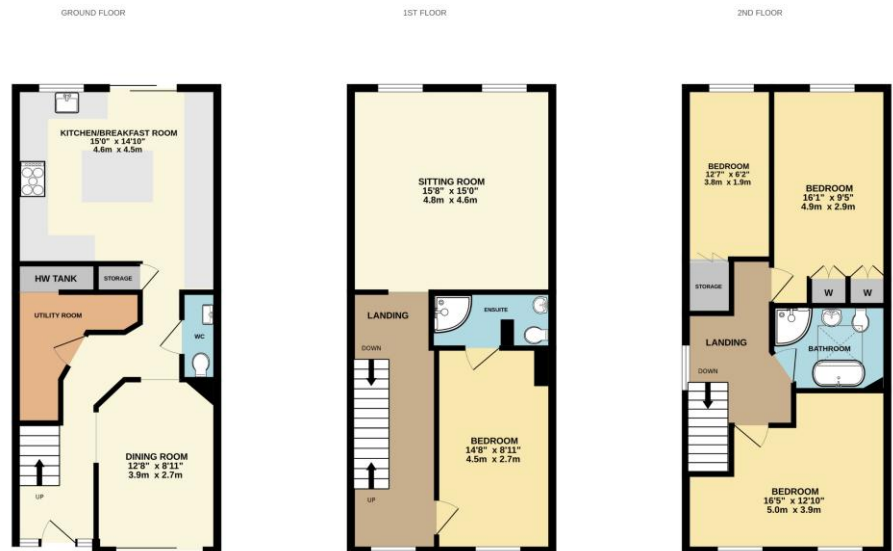 GROUND FLOOR
KITCHEN/BREAKFAST ROOM
15'0" x 14'10"
4.6m x 4.5m
HW TANK
STORAGE
UTILITY ROOM
WC
DINING ROOM
12'8" x 8'11"
3.9m x 2.7m
UP
1ST FLOOR
SITTING ROOM
15'8" x 15'0"
4.8m x 4.6m
LANDING
ENSUITE
DOWN
BEDROOM
14'8" x 8'11"
4.5m x 2.7m
UP
2ND FLOOR
BEDROOM
12'7" x 6'2"
3.8m x 1.9m
BEDROOM
16'1" x 9'5"
4.9m x 2.9m
STORAGE
W
W
LANDING
BATHROOM
DOWN
BEDROOM
16'5" x 12'10"
5.0m x 3.9m